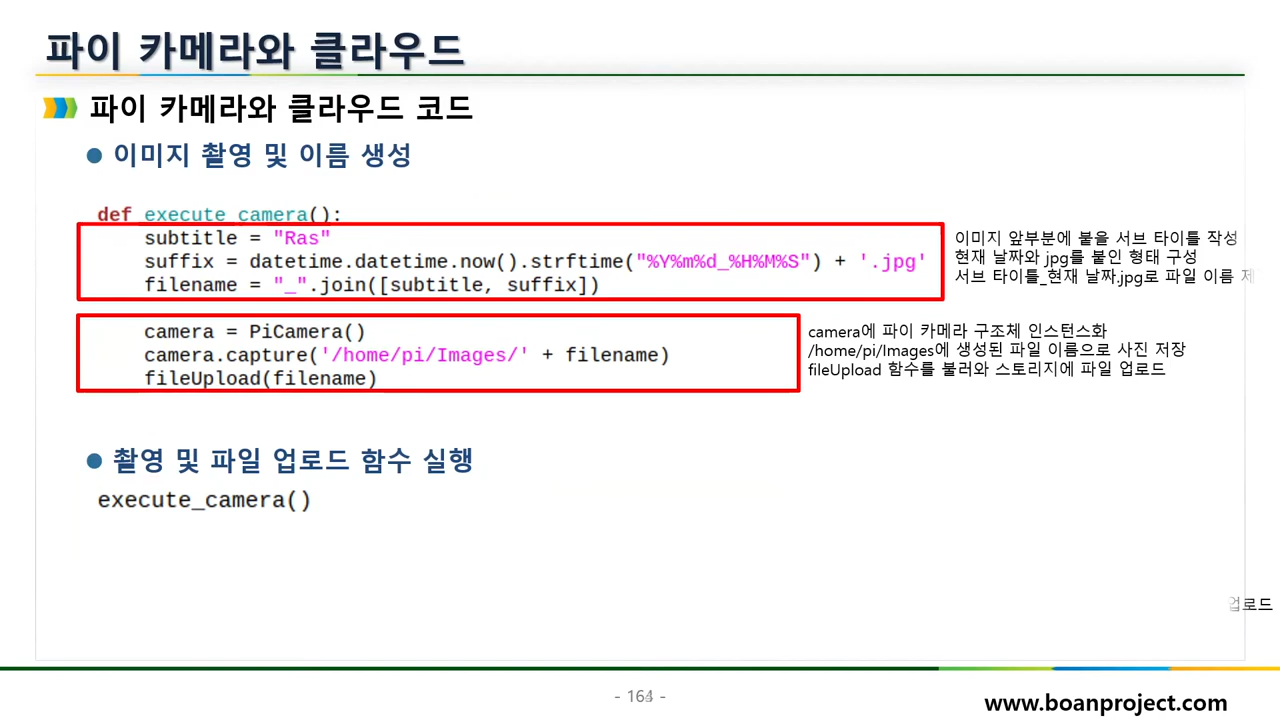 파이 카메라와 클라우드
파이 카메라와 클라우드 코드
이미지 촬영 및 이름 생성
def execute_camera():
subtitle = "Ras"
suffix = datetime.datetime.now().strftime("%Y%m%d_%H%M%S") + '.jpg'
filename = "_".join([subtitle, suffix])
이미지 앞부분에 붙을 서브 타이틀 작성
현재 날짜와 jpg를 붙인 형태 구성
서브 타이틀_현재 날짜.jpg로 파일 이름
camera = PiCamera()
camera.capture('/home/pi/Images/' + filename)
fileUpload(filename)
camera에 파이 카메라 구조체 인스턴스화
/home/pi/Images에 생성된 파일 이름으로 사진 저장
fileUpload 함수를 불러와 스토리지에 파일 업로드
촬영 및 파일 업로드 함수 실행
execute_camera()
업로드
www.boanproject.com